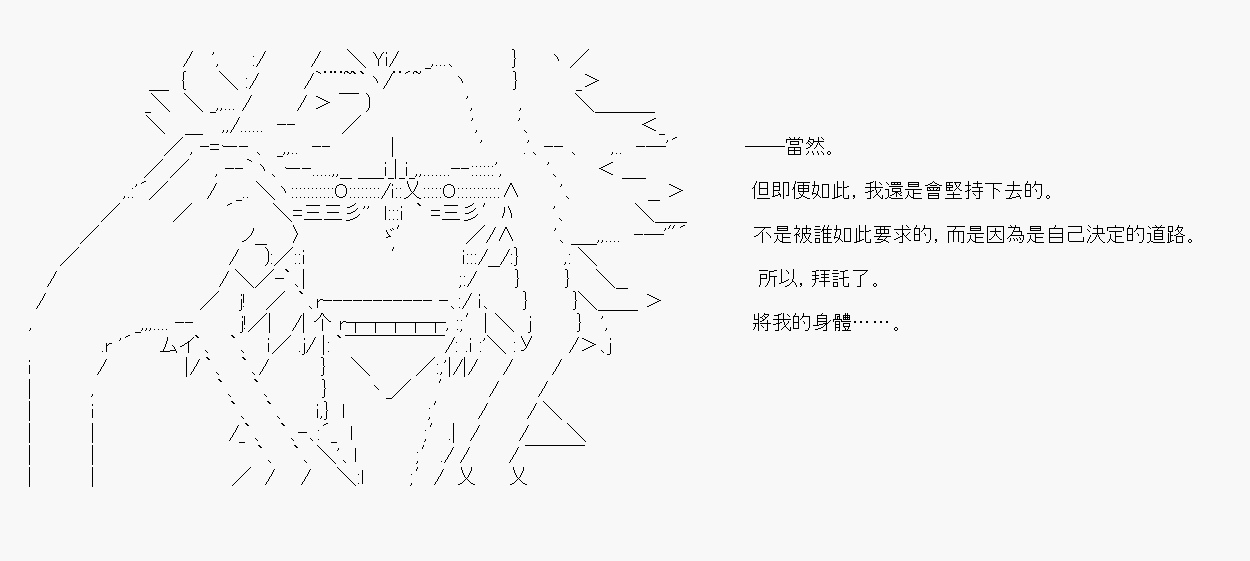 ――當然。
但即便如此，我還是會堅持下去的。
不是被誰如此要求的，而是因為是自己決定的道路。
所以，拜託了。
將我的身體……。